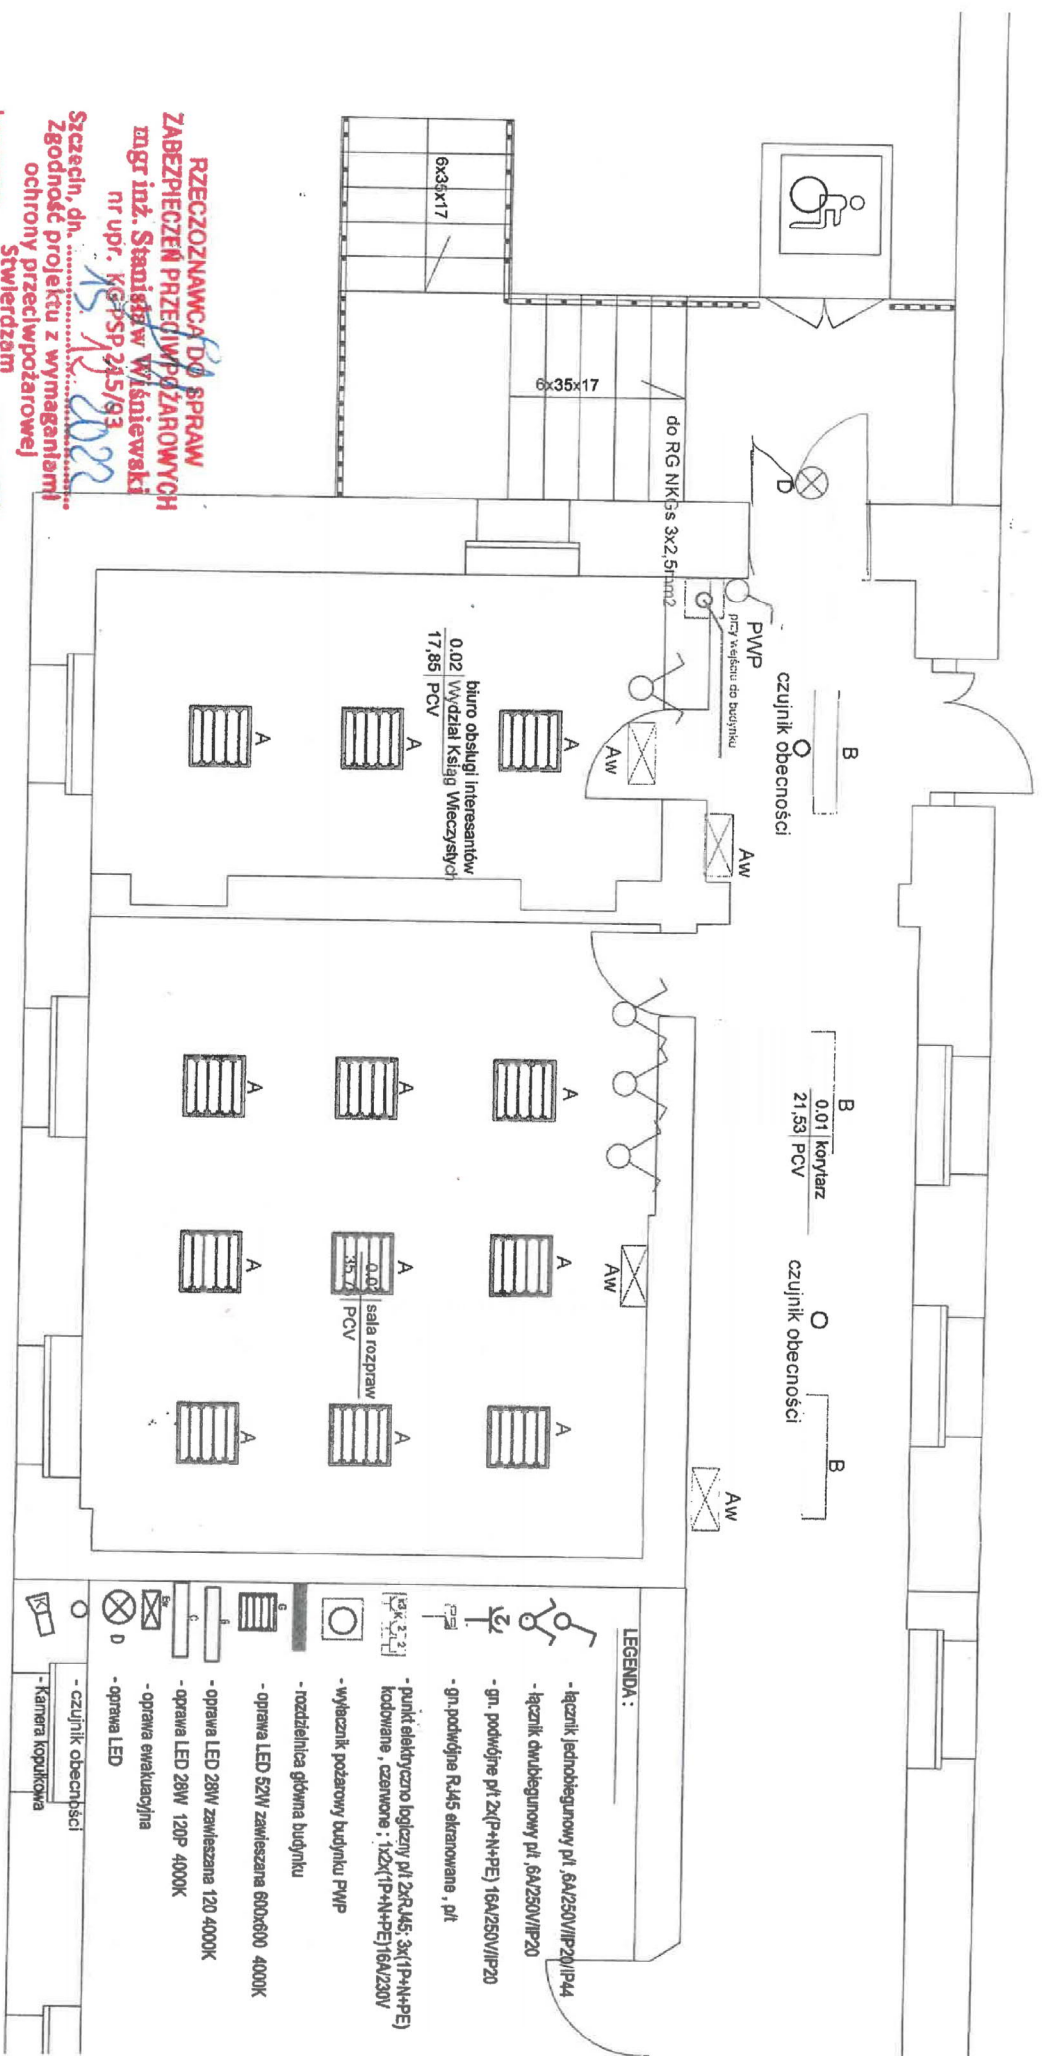 RZECZOZNAWCA DO SPRAW
ZABEZPIECZEŃ PRZECIWPOŻAROWYCH
mgr inż. Stanisław Wiśniewski
nr upr. KG PSP 215/93
Szczecin, dn. 15. 12 2022
Zgodność projektu z wymaganiami
ochrony przeciwpożarowej
Stwierdzam
6x35x17
6x35x17
do RG NKGs 3x2,5mm2
D
PWP
przy wejściu do budynku
czujnik obecności
B
Aw
Aw
biuro obsługi interesantów
0.02 Wydział Ksiąg Wieczystych
17,85 PCV
A
A
A
B
0.01 korytarz
21,53 PCV
czujnik obecności
B
Aw
Aw
A
A
A
A
A
A
A
A
A
sala rozpraw
PCV
LEGENDA :
- łącznik jednobiegunowy p/t ,6A/250V/IP20/IP44
- łącznik dwubiegunowy p/t ,6A/250V/IP20
2
- gn. podwójne p/t 2x(P+N+PE) 16A/250V/IP20
- gn.podwójne RJ45 ekranowane , p/t
- punkt elektryczno logiczny p/t 2xRJ45; 3x(1P+N+PE)
kodowane , czerwone ; 1x2x(1P+N+PE)16A/230V
- wyłacznik pożarowy budynku PWP
- rozdzielnica główna budynku
- oprawa LED 52W zawieszana 600x600 4000K
- oprawa LED 28W zawieszana 120 4000K
C
- oprawa LED 28W 120P 4000K
- oprawa ewakuacyjna
D
- oprawa LED
- czujnik obecności
K
- Kamera kopułkowa